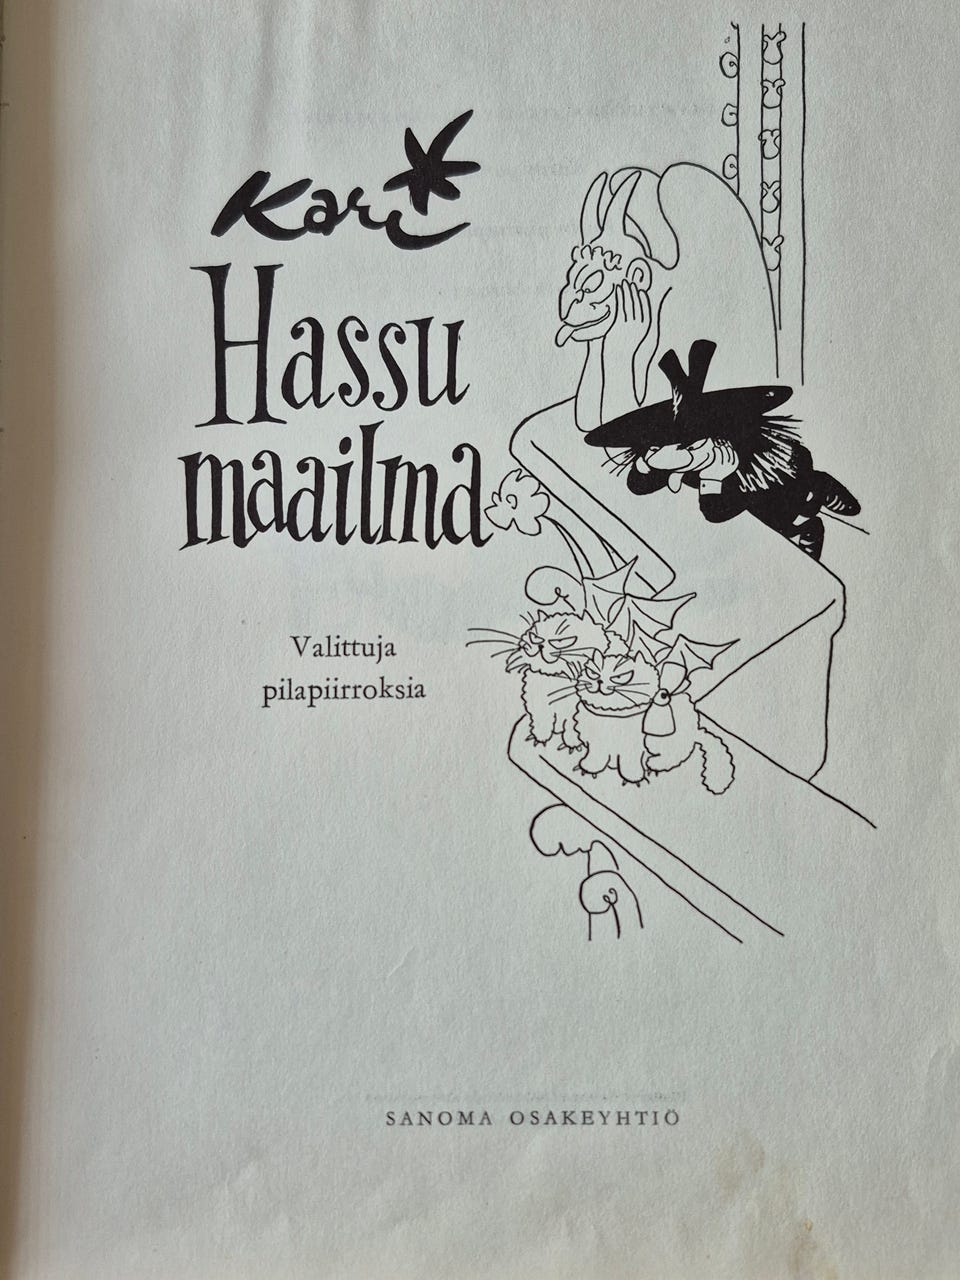 Kari
Hassu
maailma
Valittuja
pilapiirroksia
SANOMA OSAKEYHTIÖ